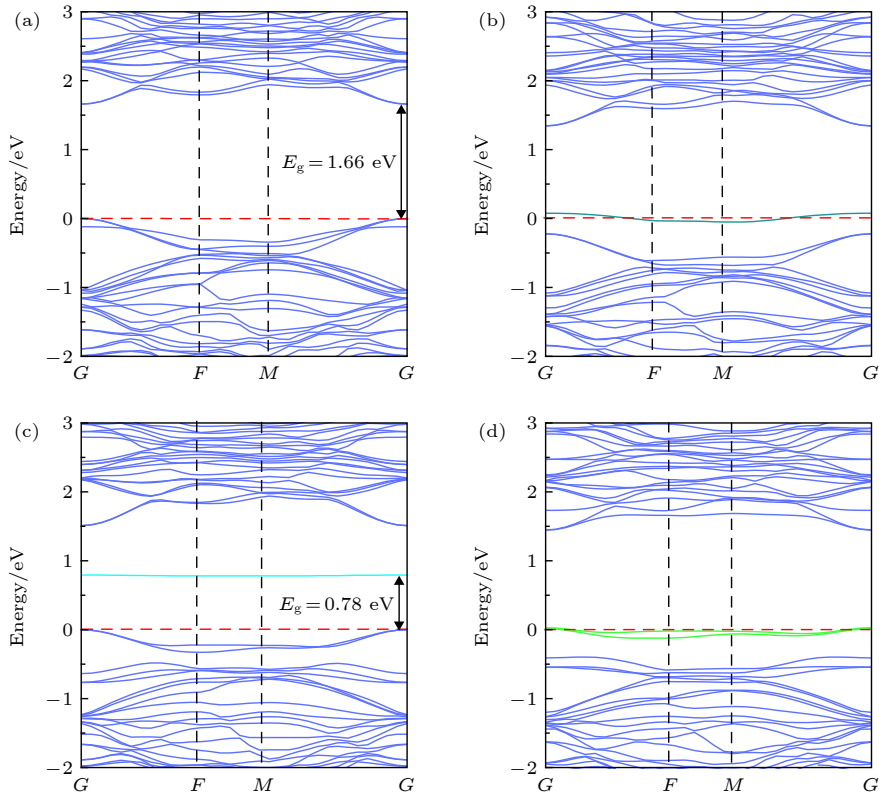 (a)
(b)
3
2
1
0
−1
−2
Energy/eV
E_g = 1.66 eV
G
F
M
G
3
2
1
0
−1
−2
Energy/eV
G
F
M
G
(c)
(d)
3
2
1
0
−1
−2
Energy/eV
E_g = 0.78 eV
G
F
M
G
3
2
1
0
−1
−2
Energy/eV
G
F
M
G